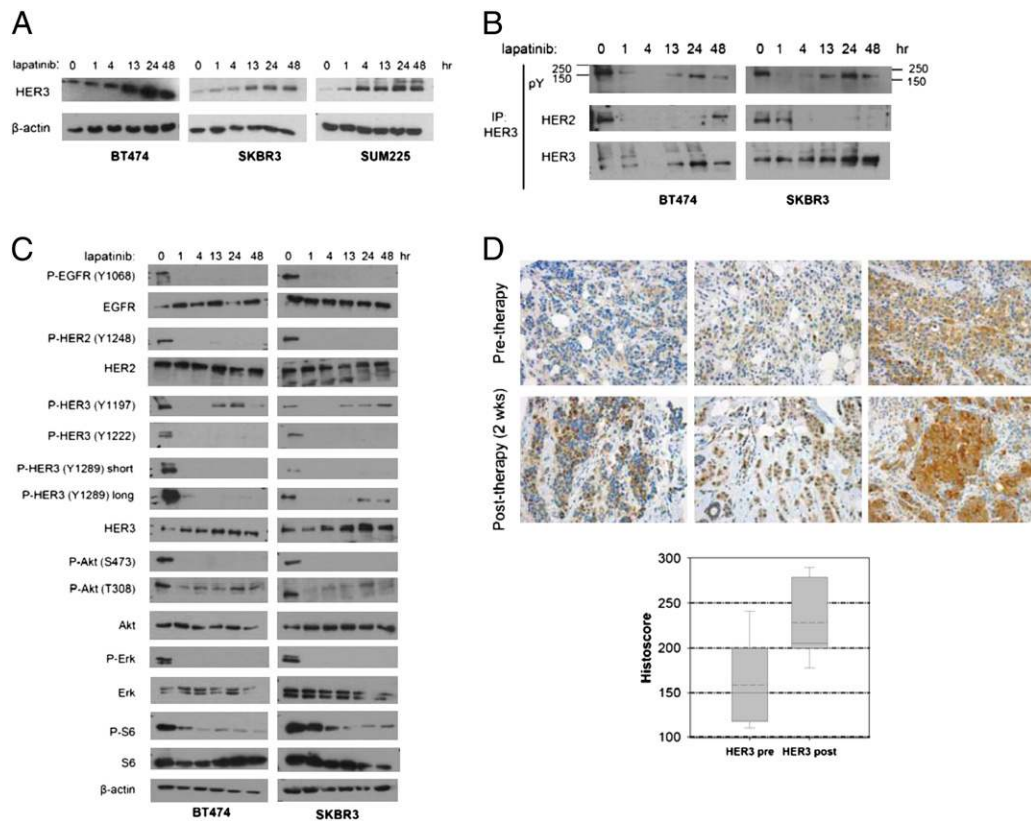 A
lapatinib: 0 1 4 13 24 48 0 1 4 13 24 48 0 1 4 13 24 48 hr
HER3
β-actin
BT474 SKBR3 SUM225
B
lapatinib: 0 1 4 13 24 48 0 1 4 13 24 48 hr
250
150
pY
250
150
IP:
HER3
HER2
HER3
BT474 SKBR3
C
lapatinib: 0 1 4 13 24 48 0 1 4 13 24 48 hr
P-EGFR (Y1068)
EGFR
P-HER2 (Y1248)
HER2
P-HER3 (Y1197)
P-HER3 (Y1222)
P-HER3 (Y1289) short
P-HER3 (Y1289) long
HER3
P-Akt (S473)
P-Akt (T308)
Akt
P-Erk
Erk
P-S6
S6
β-actin
BT474 SKBR3
D
Pre-therapy
Post-therapy (2 wks)
Histoscore
300
250
200
150
100
HER3 pre HER3 post